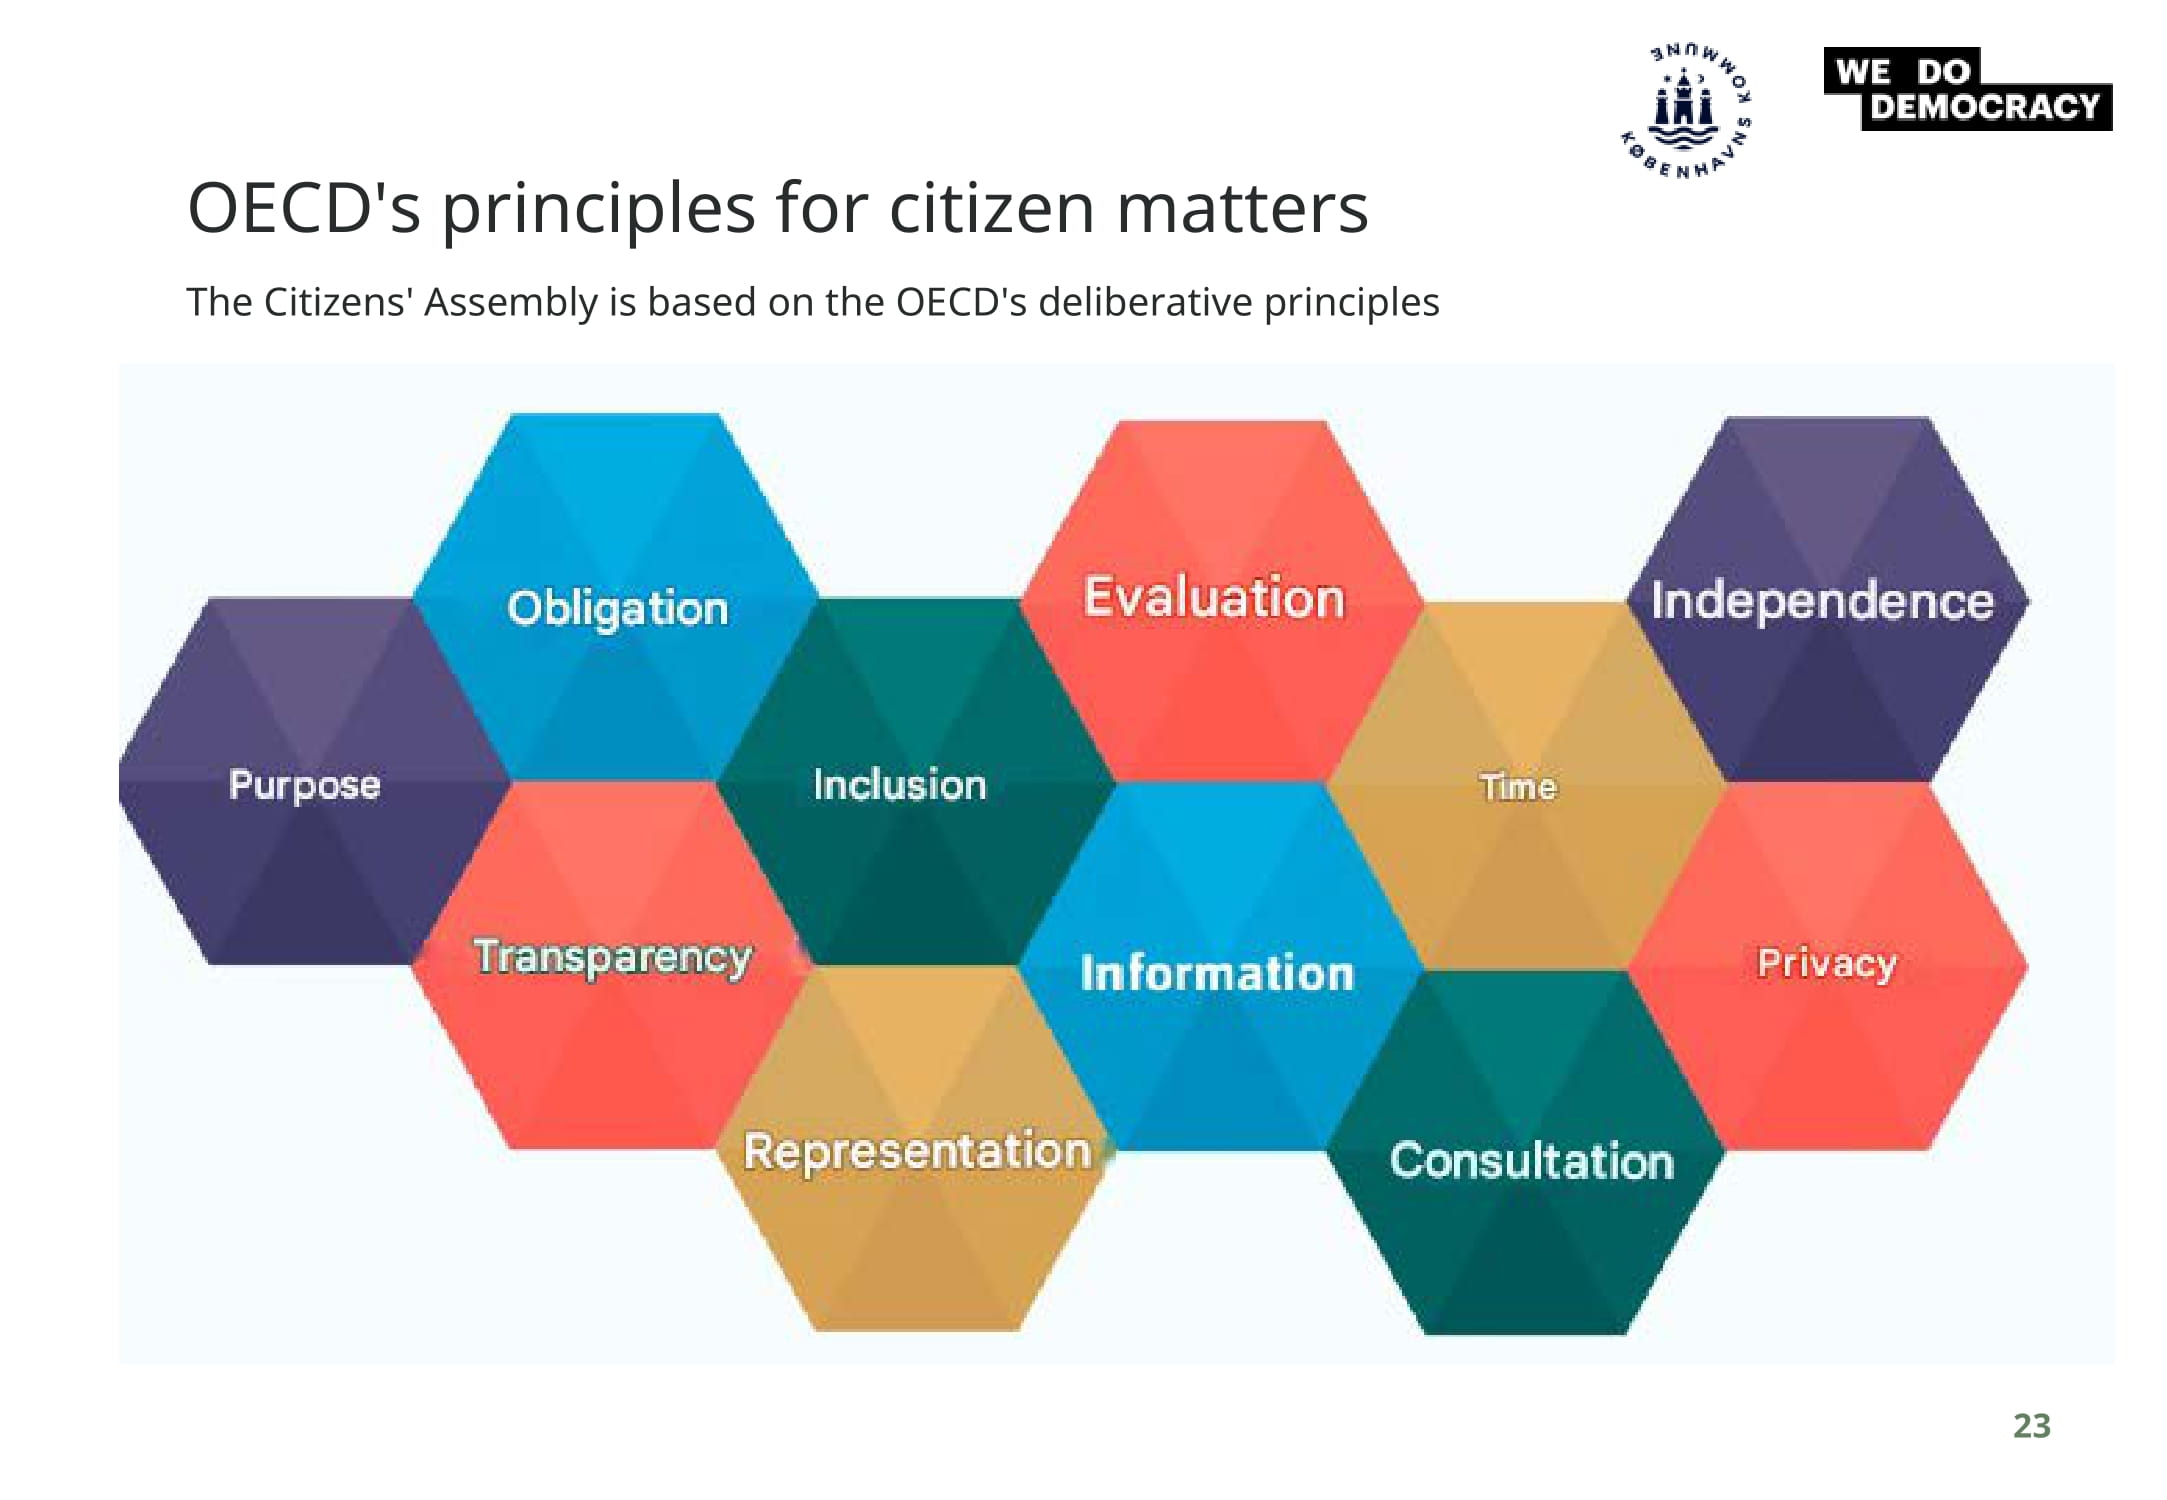 KØBENHAVNS KOMMUNE
WE DO
DEMOCRACY
OECD's principles for citizen matters
The Citizens' Assembly is based on the OECD's deliberative principles
Obligation
Evaluation
Independence
Purpose
Inclusion
Time
Transparency
Information
Privacy
Representation
Consultation
23